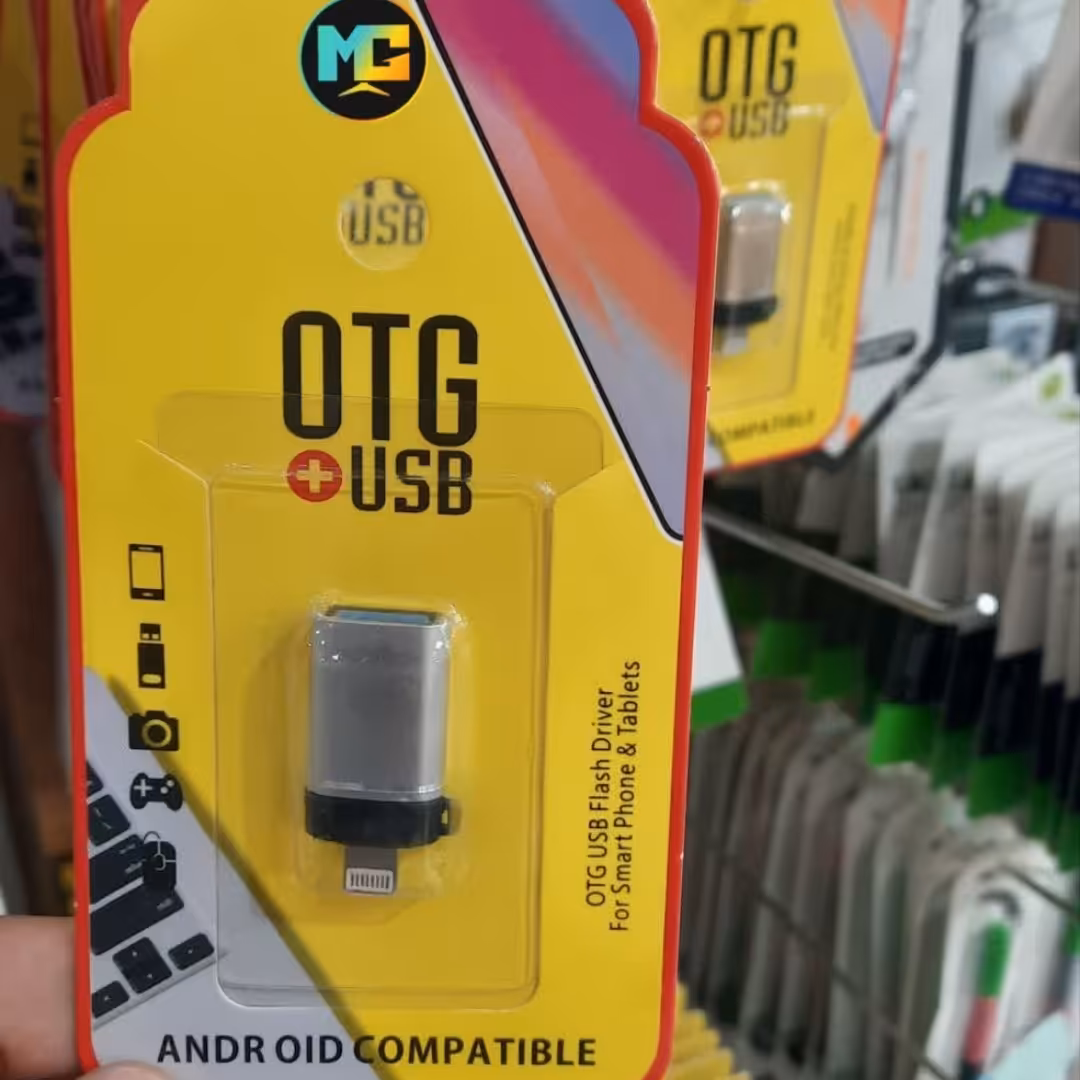 MG
USB
OTG
USB
OTG USB Flash Driver
For Smart Phone & Tablets
ANDR OID COMPATIBLE
OTG
USB
COMPATIBLE